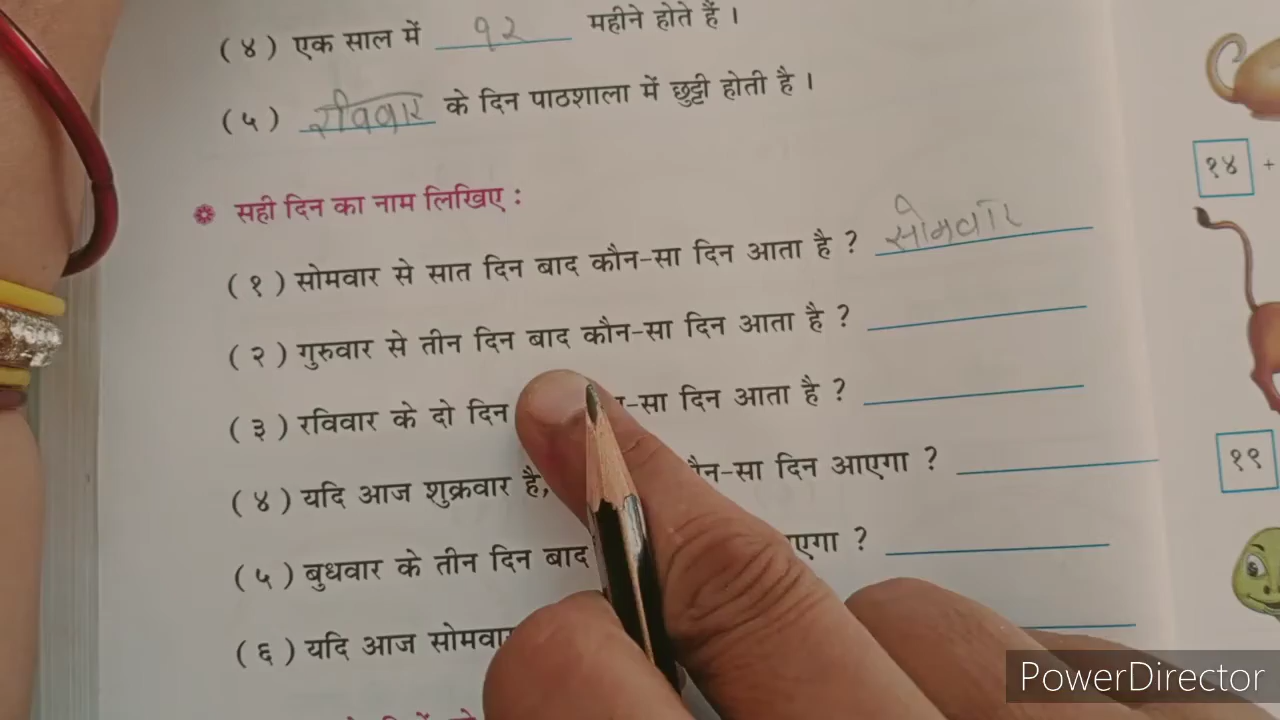 (४) एक साल में १२ महीने होते हैं ।
(५) रविवार के दिन पाठशाला में छुट्टी होती है ।
सही दिन का नाम लिखिए :
(१) सोमवार से सात दिन बाद कौन-सा दिन आता है ? सोमवार
(२) गुरुवार से तीन दिन बाद कौन-सा दिन आता है ?
(३) रविवार के दो दिन -सा दिन आता है ?
(४) यदि आज शुक्रवार है, कौन-सा दिन आएगा ?
(५) बुधवार के तीन दिन बाद आएगा ?
(६) यदि आज सोमवार
१४ +
१९
PowerDirector